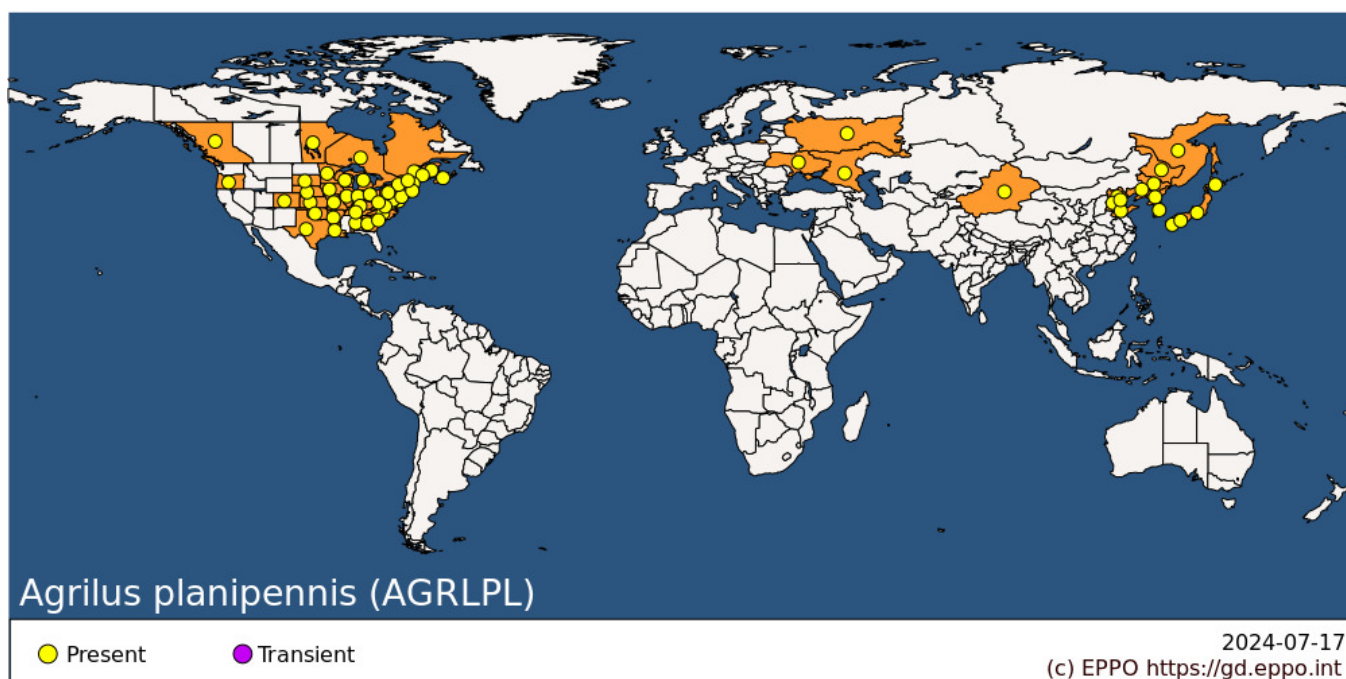 Agrilus planipennis (AGRLPL)
Present
Transient
2024-07-17
(c) EPPO https://gd.eppo.int